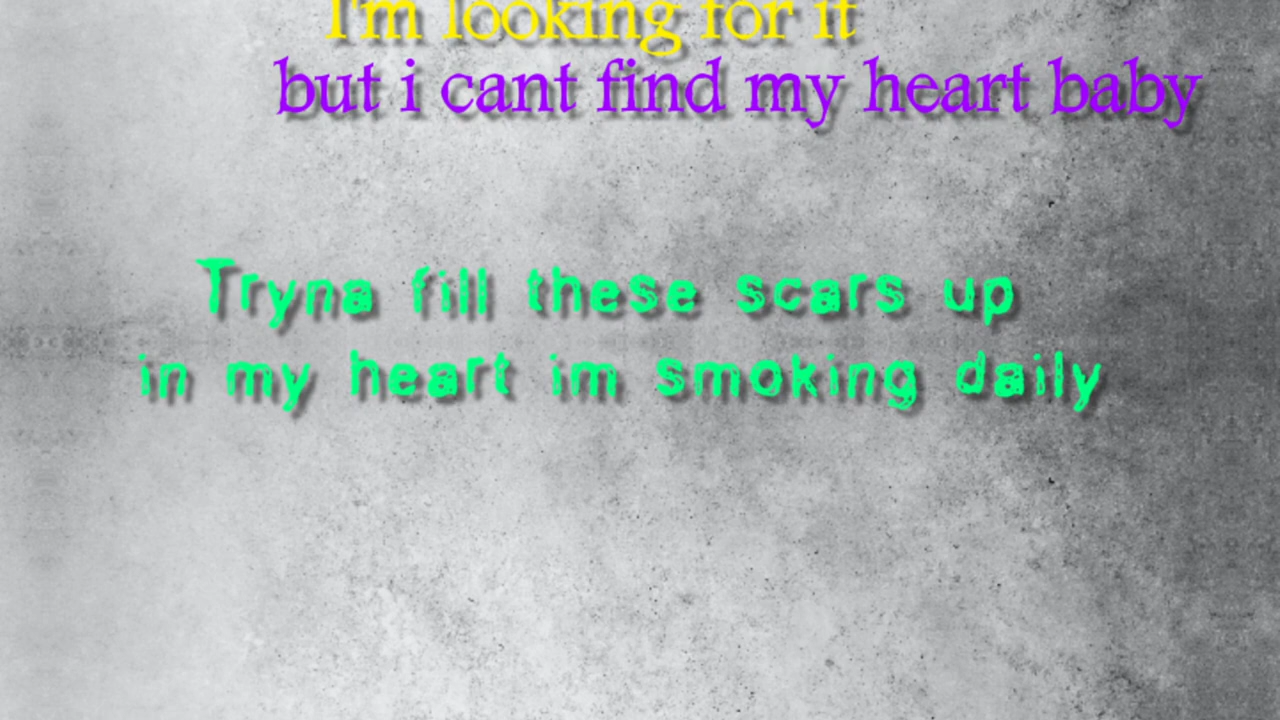 I'm looking for it
but i cant find my heart baby
Tryna fill these scars up
in my heart im smoking daily